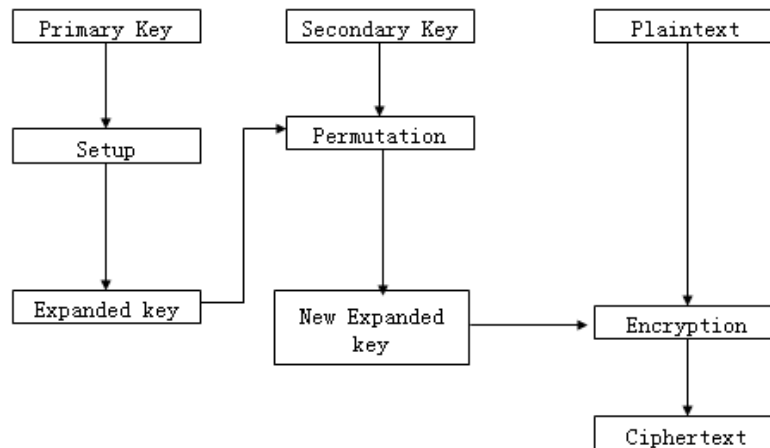 Primary Key
Secondary Key
Plaintext
Setup
Permutation
Expanded key
New Expanded
key
Encryption
Ciphertext